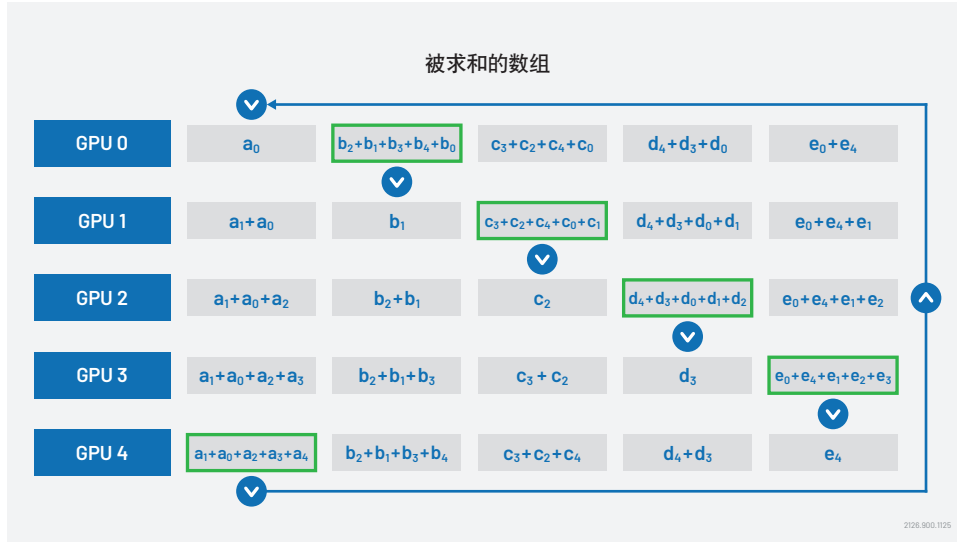 被求和的数组
GPU 0 a₀ b₂+b₁+b₃+b₄+b₀ c₃+c₂+c₄+c₀ d₄+d₃+d₀ e₀+e₄
GPU 1 a₁+a₀ b₁ c₃+c₂+c₄+c₀+c₁ d₄+d₃+d₀+d₁ e₀+e₄+e₁
GPU 2 a₁+a₀+a₂ b₂+b₁ c₂ d₄+d₃+d₀+d₁+d₂ e₀+e₄+e₁+e₂
GPU 3 a₁+a₀+a₂+a₃ b₂+b₁+b₃ c₃ + c₂ d₃ e₀+e₄+e₁+e₂+e₃
GPU 4 a₁+a₀+a₂+a₃+a₄ b₂+b₁+b₃+b₄ c₃+c₂+c₄ d₄+d₃ e₄
2126.900.1125